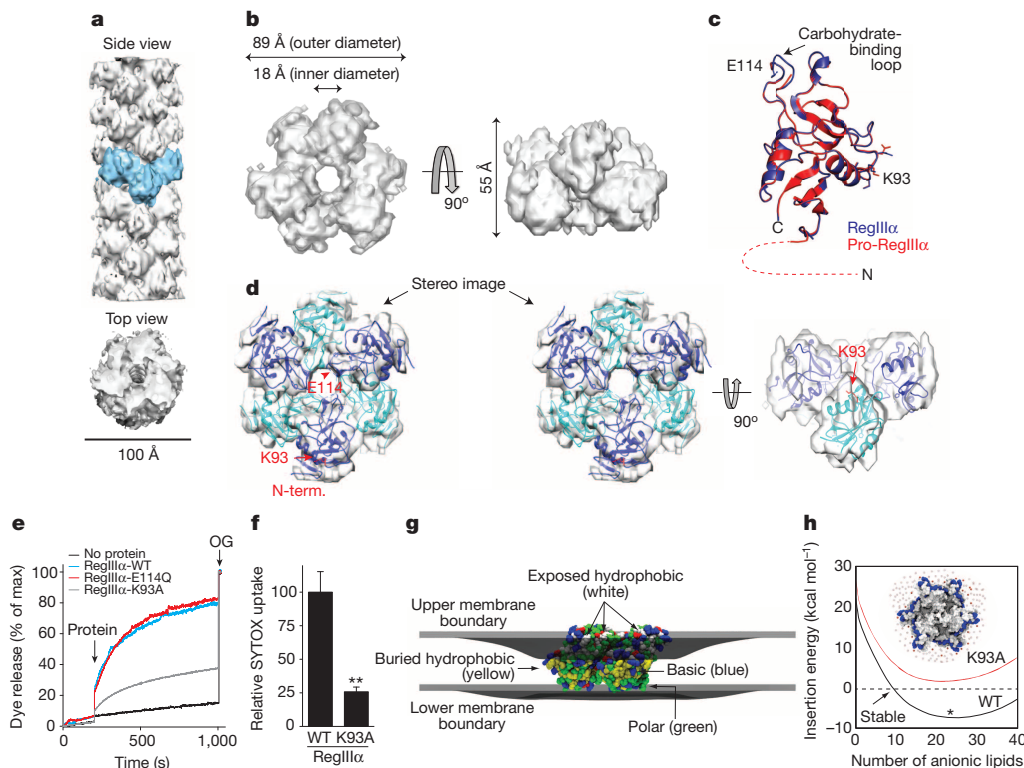 a
Side view
Top view
100 Å
b
89 Å (outer diameter)
18 Å (inner diameter)
90°
55 Å
c
Carbohydrate-
binding
loop
E114
K93
C
RegIIIα
Pro-RegIIIα
N
d
Stereo image
E114
K93
N-term.
90°
K93
e
OG
No protein
RegIIIα-WT
RegIIIα-E114Q
RegIIIα-K93A
Protein
Dye release (% of max)
100
80
60
40
20
0
0
500
1,000
Time (s)
f
Relative SYTOX uptake
100
75
50
25
0
**
WT K93A
RegIIIα
g
Exposed hydrophobic
(white)
Upper membrane
boundary
Buried hydrophobic
(yellow)
Basic (blue)
Lower membrane
boundary
Polar (green)
h
Insertion energy (kcal mol⁻¹)
30
20
10
0
−10
K93A
WT
Stable
*
0
10
20
30
40
Number of anionic lipids